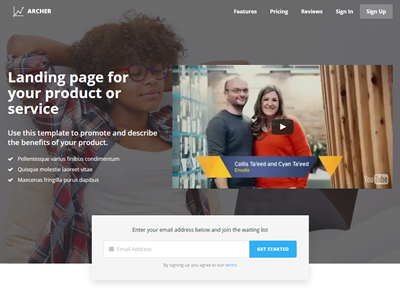 ARCHER
Features Pricing Reviews Sign In Sign Up
Landing page for
your product or
service
Use this template to promote and describe
the benefits of your product.
Pellentesque varius finibus condimentum
Quisque molestie laoreet vitae
Maecenas fringilla purus dapibus
Collis Ta'eed and Cyan Ta'eed
Envato
YouTube
Enter your email address below and join the waiting list
Email Address
GET STARTED
By signing up you agree to our terms